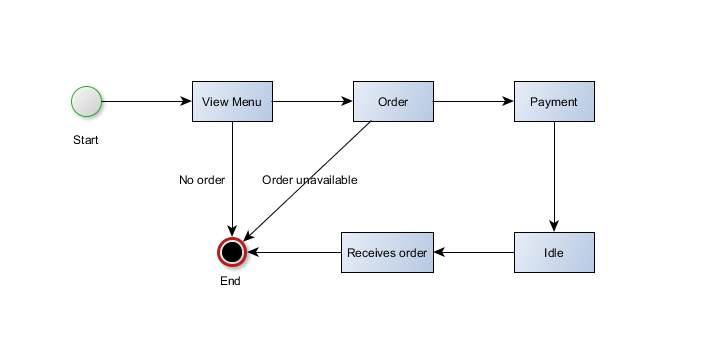 View Menu
Order
Payment
Start
No order
Order unavailable
Receives order
Idle
End